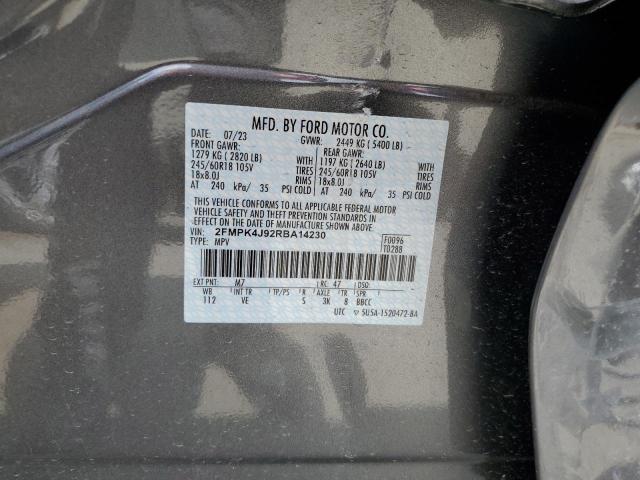 MFD. BY FORD MOTOR CO.
DATE: 07/23 GVWR: 2449 KG ( 5400 LB)
FRONT GAWR: REAR GAWR:
1279 KG ( 2820 LB) WITH 1197 KG ( 2640 LB) WITH
245/60R18 105V TIRES 245/60R18 105V TIRES
18x8.0J RIMS 18x8.0J RIMS
AT 240 kPa/ 35 PSI COLD AT 240 kPa/ 35 PSI COLD
THIS VEHICLE CONFORMS TO ALL APPLICABLE FEDERAL MOTOR
VEHICLE SAFETY AND THEFT PREVENTION STANDARDS IN
EFFECT ON THE DATE OF MANUFACTURE SHOWN ABOVE.
VIN: 2FMPK4J92RBA14230 F0096
TYPE: MPV T0288
EXT PNT: M7 RC: 47 DSO:
WB INT TR TP/PS R AXLE TR SPR
112 VE 5 3K 8 BBCC
UTC ▽ 5U5A-1520472-BA